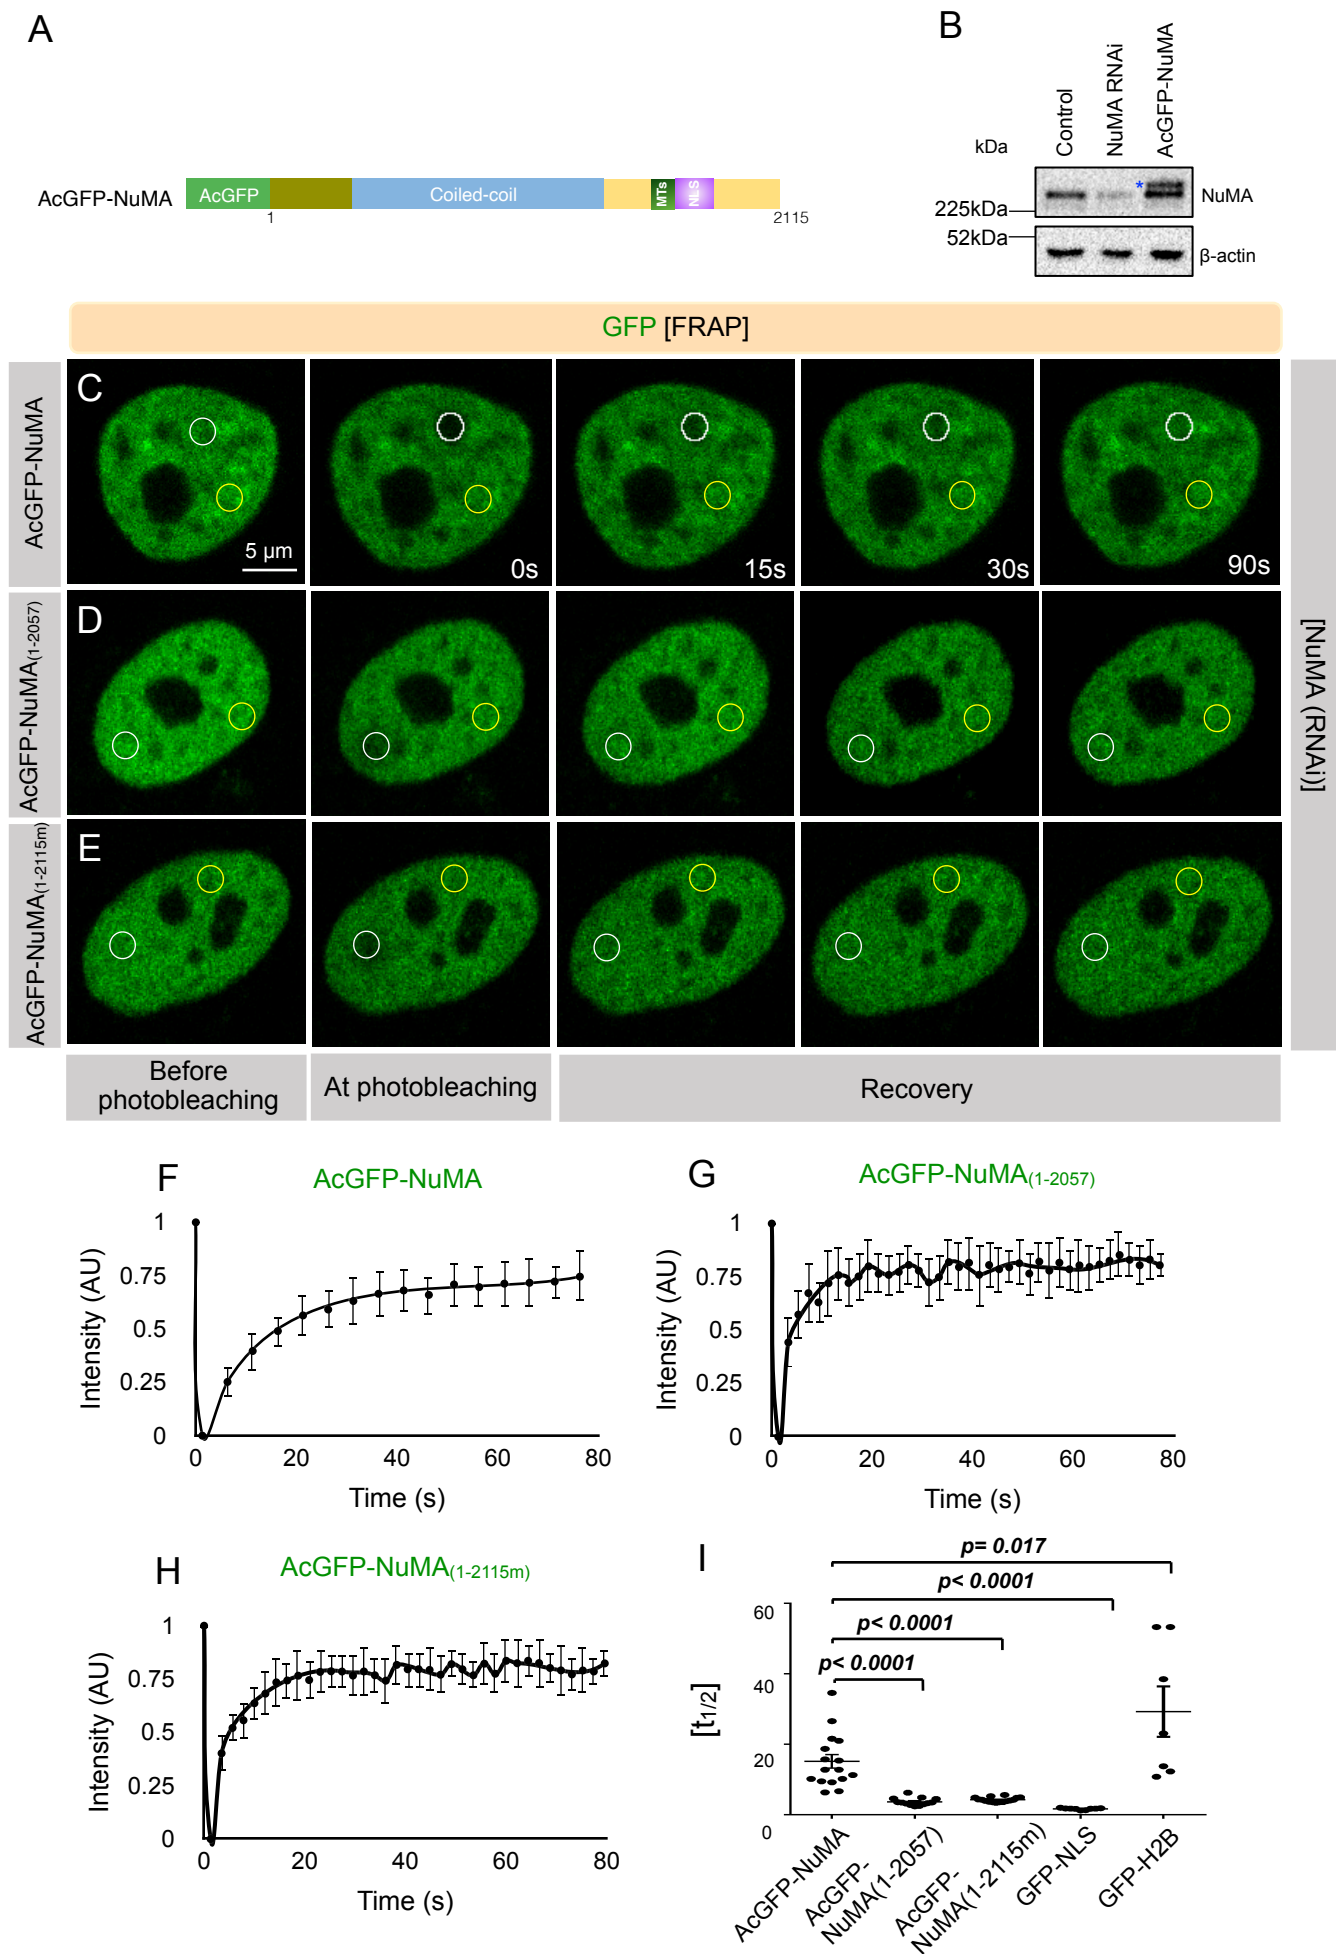 A
AcGFP-NuMA
AcGFP
Coiled-coil
MTs
NLS
1
2115
B
kDa
Control
NuMA RNAi
AcGFP-NuMA
*
225kDa
NuMA
52kDa
β-actin
GFP [FRAP]
AcGFP-NuMA
C
5 µm
0s
15s
30s
90s
[NuMA (RNAi)]
AcGFP-NuMA(1-2057)
D
AcGFP-NuMA(1-2115m)
E
Before
photobleaching
At photobleaching
Recovery
F
AcGFP-NuMA
Intensity (AU)
1
0.75
0.5
0.25
0
0 20 40 60 80
Time (s)
G
AcGFP-NuMA(1-2057)
Intensity (AU)
1
0.75
0.5
0.25
0
0 20 40 60 80
Time (s)
H
AcGFP-NuMA(1-2115m)
Intensity (AU)
1
0.75
0.5
0.25
0
0 20 40 60 80
Time (s)
I
p= 0.017
p< 0.0001
p< 0.0001
p< 0.0001
[t1/2]
60
40
20
0
AcGFP-NuMA
AcGFP-
NuMA(1-2057)
AcGFP-
NuMA(1-2115m)
GFP-NLS
GFP-H2B